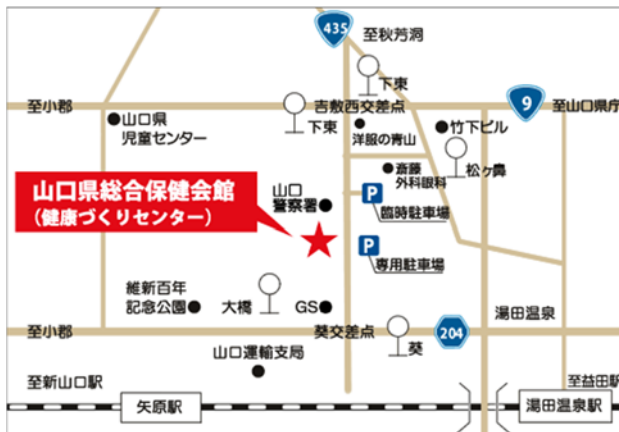 435
至秋芳洞
下東
至小郡
吉敷西交差点
9
至山口県庁
山口県
児童センター
下東
洋服の青山
竹下ビル
松ヶ鼻
斎藤
外科眼科
山口県総合保健会館
(健康づくりセンター)
山口
警察署
P
臨時駐車場
P
専用駐車場
維新百年
記念公園
大橋
GS
湯田温泉
至小郡
葵交差点
204
葵
山口運輸支局
至新山口駅
至益田駅
矢原駅
湯田温泉駅